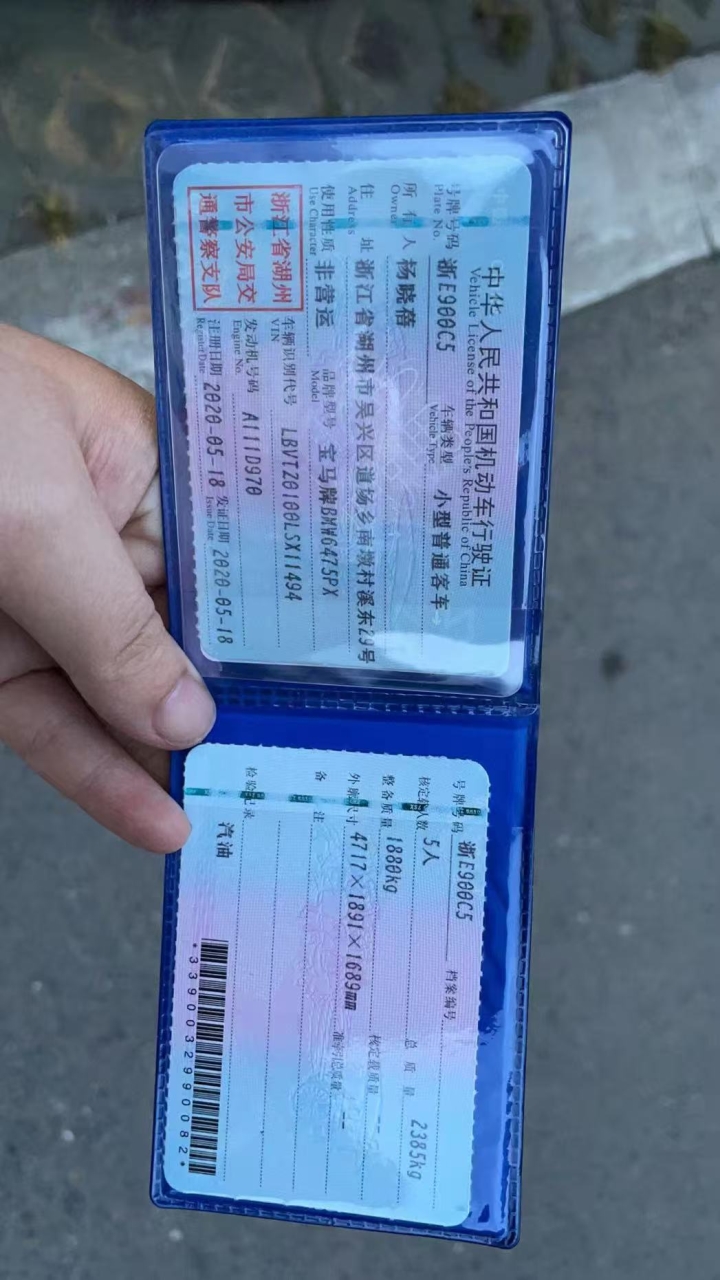 中华人民共和国机动车行驶证
Vehicle License of the People's Republic of China
号牌号码 浙E900C5 车辆类型 小型普通客车
Plate No. Vehicle Type
所有人 杨晓蓓
Owner
住址 浙江省湖州市吴兴区道场乡南墩村溪东29号
Address
使用性质 非营运 品牌型号 宝马牌BMW6475PX
Use Character Model
浙江省湖州市公安局交通警察支队
车辆识别代号 LBVTZ0100LSX11494
VIN
发动机号码 A111D970
Engine No.
注册日期 2020-05-18 发证日期 2020-05-18
Register Date Issue Date
号牌号码 浙E900C5 档案编号
核定载人数 5人 总质量 2385kg
整备质量 1880kg 核定载质量 --
外廓尺寸 4717×1891×1689mm 准牵引总质量 --
备注
检验记录 汽油
*3390032990082*